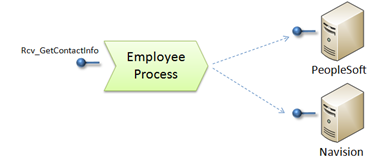 Rcv_GetContactInfo
Employee
Process
PeopleSoft
Navision